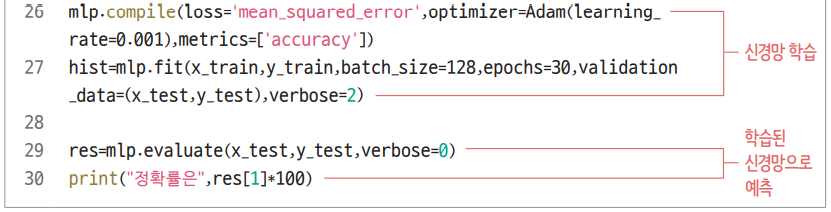 26 mlp.compile(loss='mean_squared_error',optimizer=Adam(learning_
rate=0.001),metrics=['accuracy'])
신경망 학습
27 hist=mlp.fit(x_train,y_train,batch_size=128,epochs=30,validation
_data=(x_test,y_test),verbose=2)
28
29 res=mlp.evaluate(x_test,y_test,verbose=0)
30 print("정확률은",res[1]*100)
학습된
신경망으로
예측